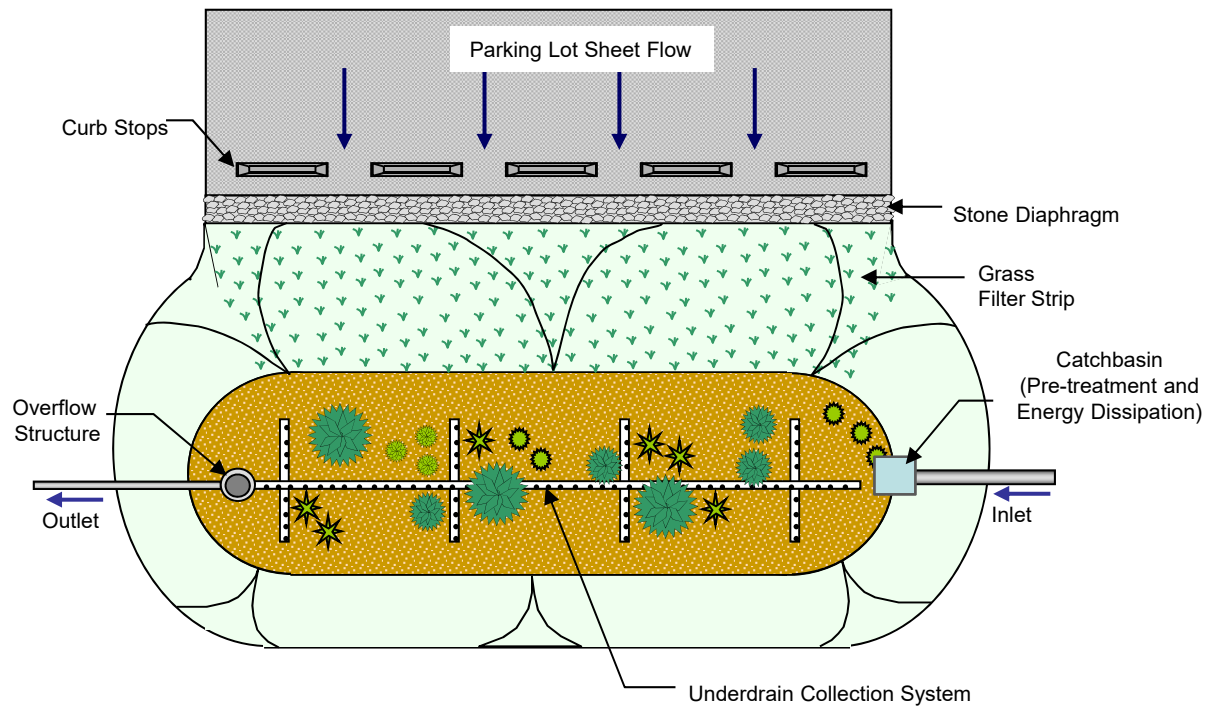 Parking Lot Sheet Flow
Curb Stops
Stone Diaphragm
Grass
Filter Strip
Catchbasin
(Pre-treatment and
Energy Dissipation)
Overflow
Structure
Outlet
Inlet
Underdrain Collection System